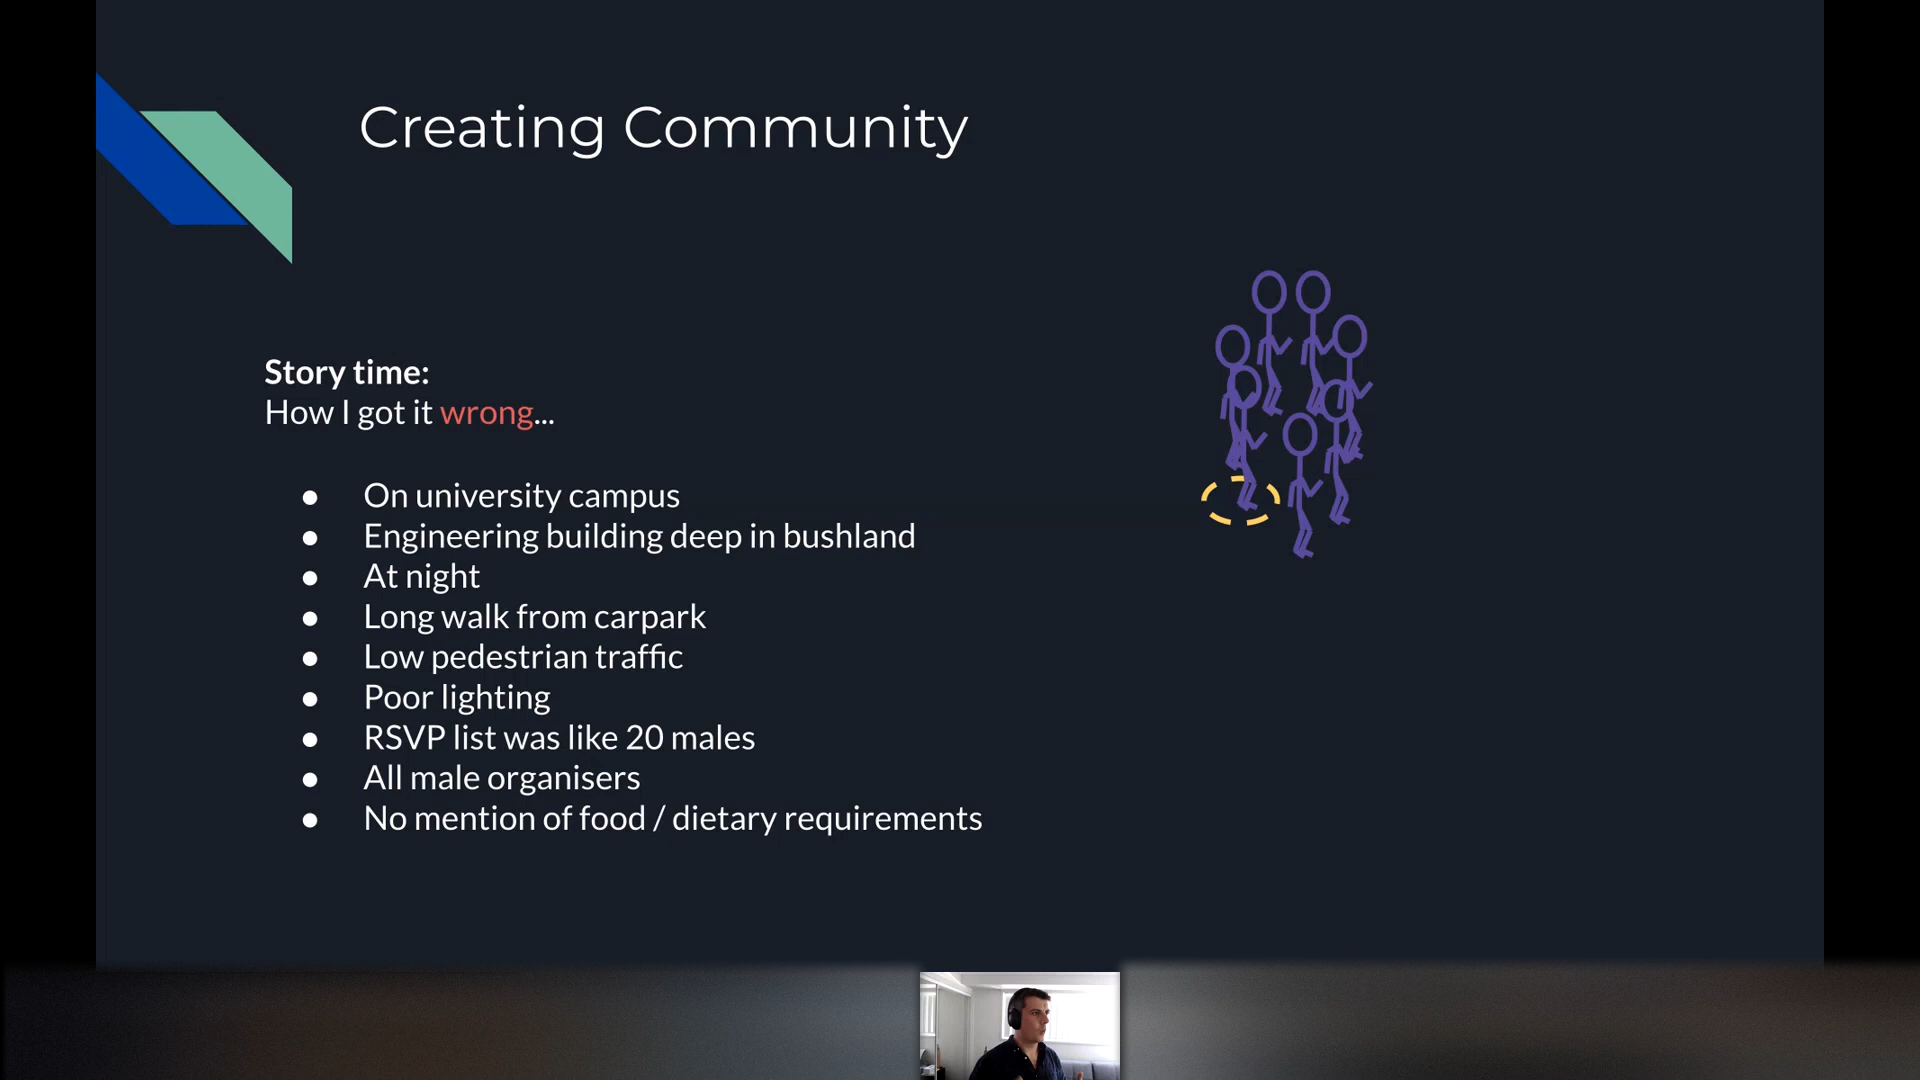 Creating Community
Story time:
How I got it wrong...
● On university campus
● Engineering building deep in bushland
● At night
● Long walk from carpark
● Low pedestrian traffic
● Poor lighting
● RSVP list was like 20 males
● All male organisers
● No mention of food / dietary requirements